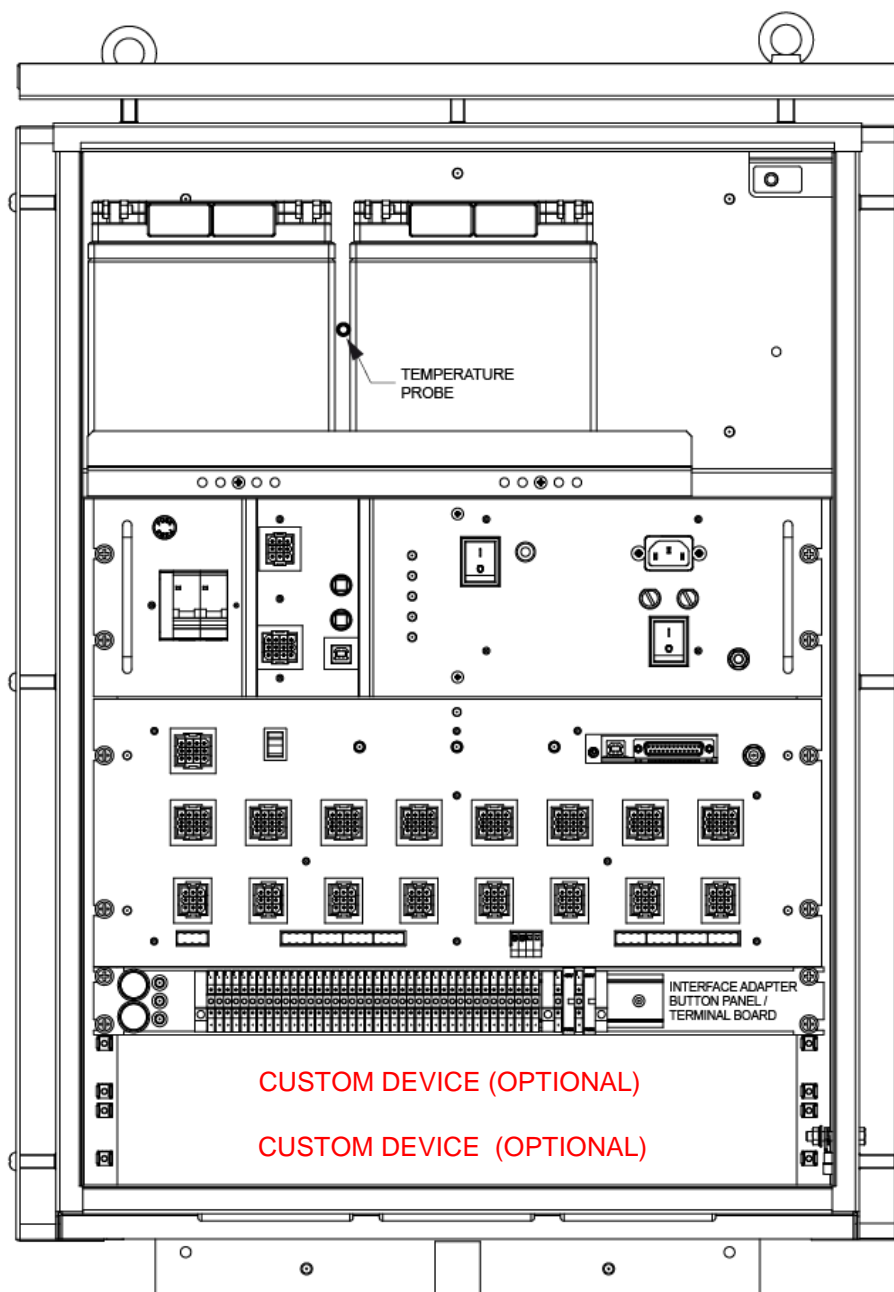 TEMPERATURE
PROBE
I
O
I
O
INTERFACE ADAPTER
BUTTON PANEL /
TERMINAL BOARD
CUSTOM DEVICE (OPTIONAL)
CUSTOM DEVICE (OPTIONAL)